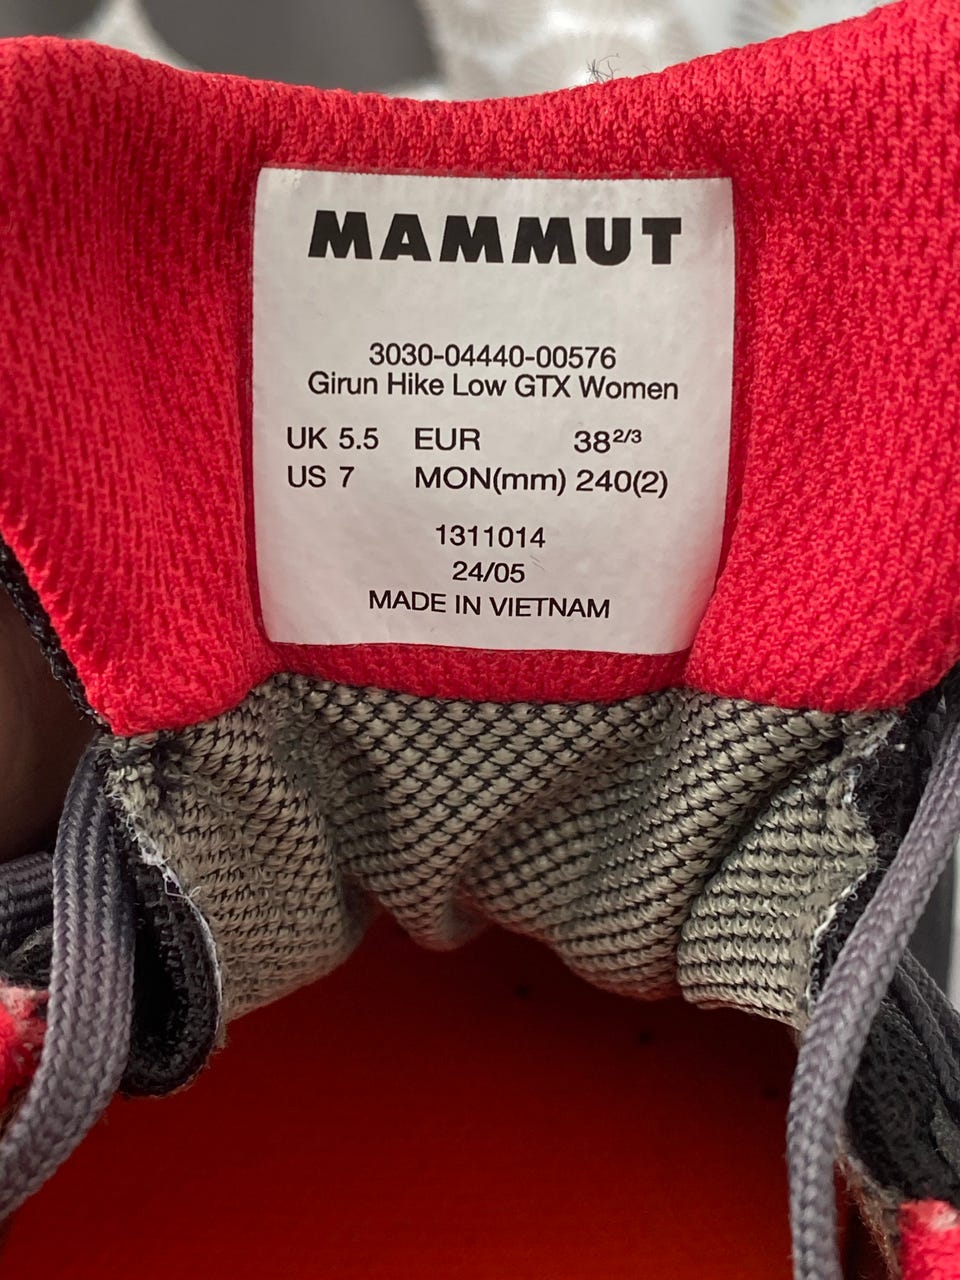 MAMMUT
3030-04440-00576
Girun Hike Low GTX Women
UK 5.5 EUR 38 2/3
US 7 MON(mm) 240(2)
1311014
24/05
MADE IN VIETNAM